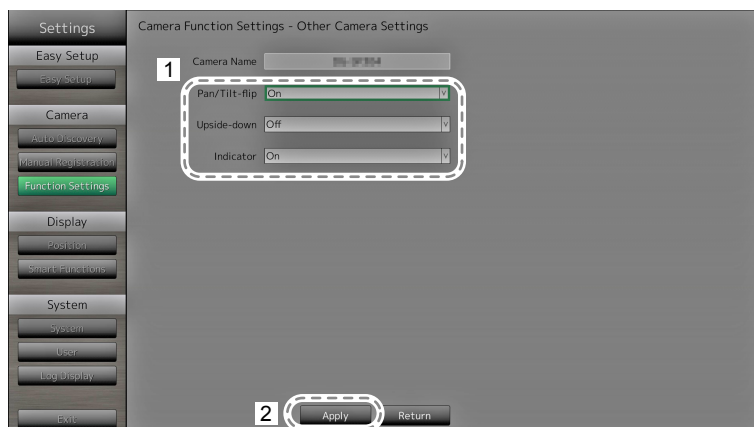 Settings
Camera Function Settings - Other Camera Settings
Easy Setup
Easy Setup
Camera
Auto Discovery
Manual Registration
Function Settings
Display
Position
Smart Functions
System
System
User
Log Display
Exit
1
Camera Name
Pan/Tilt-flip On
Upside-down Off
Indicator On
2
Apply
Return